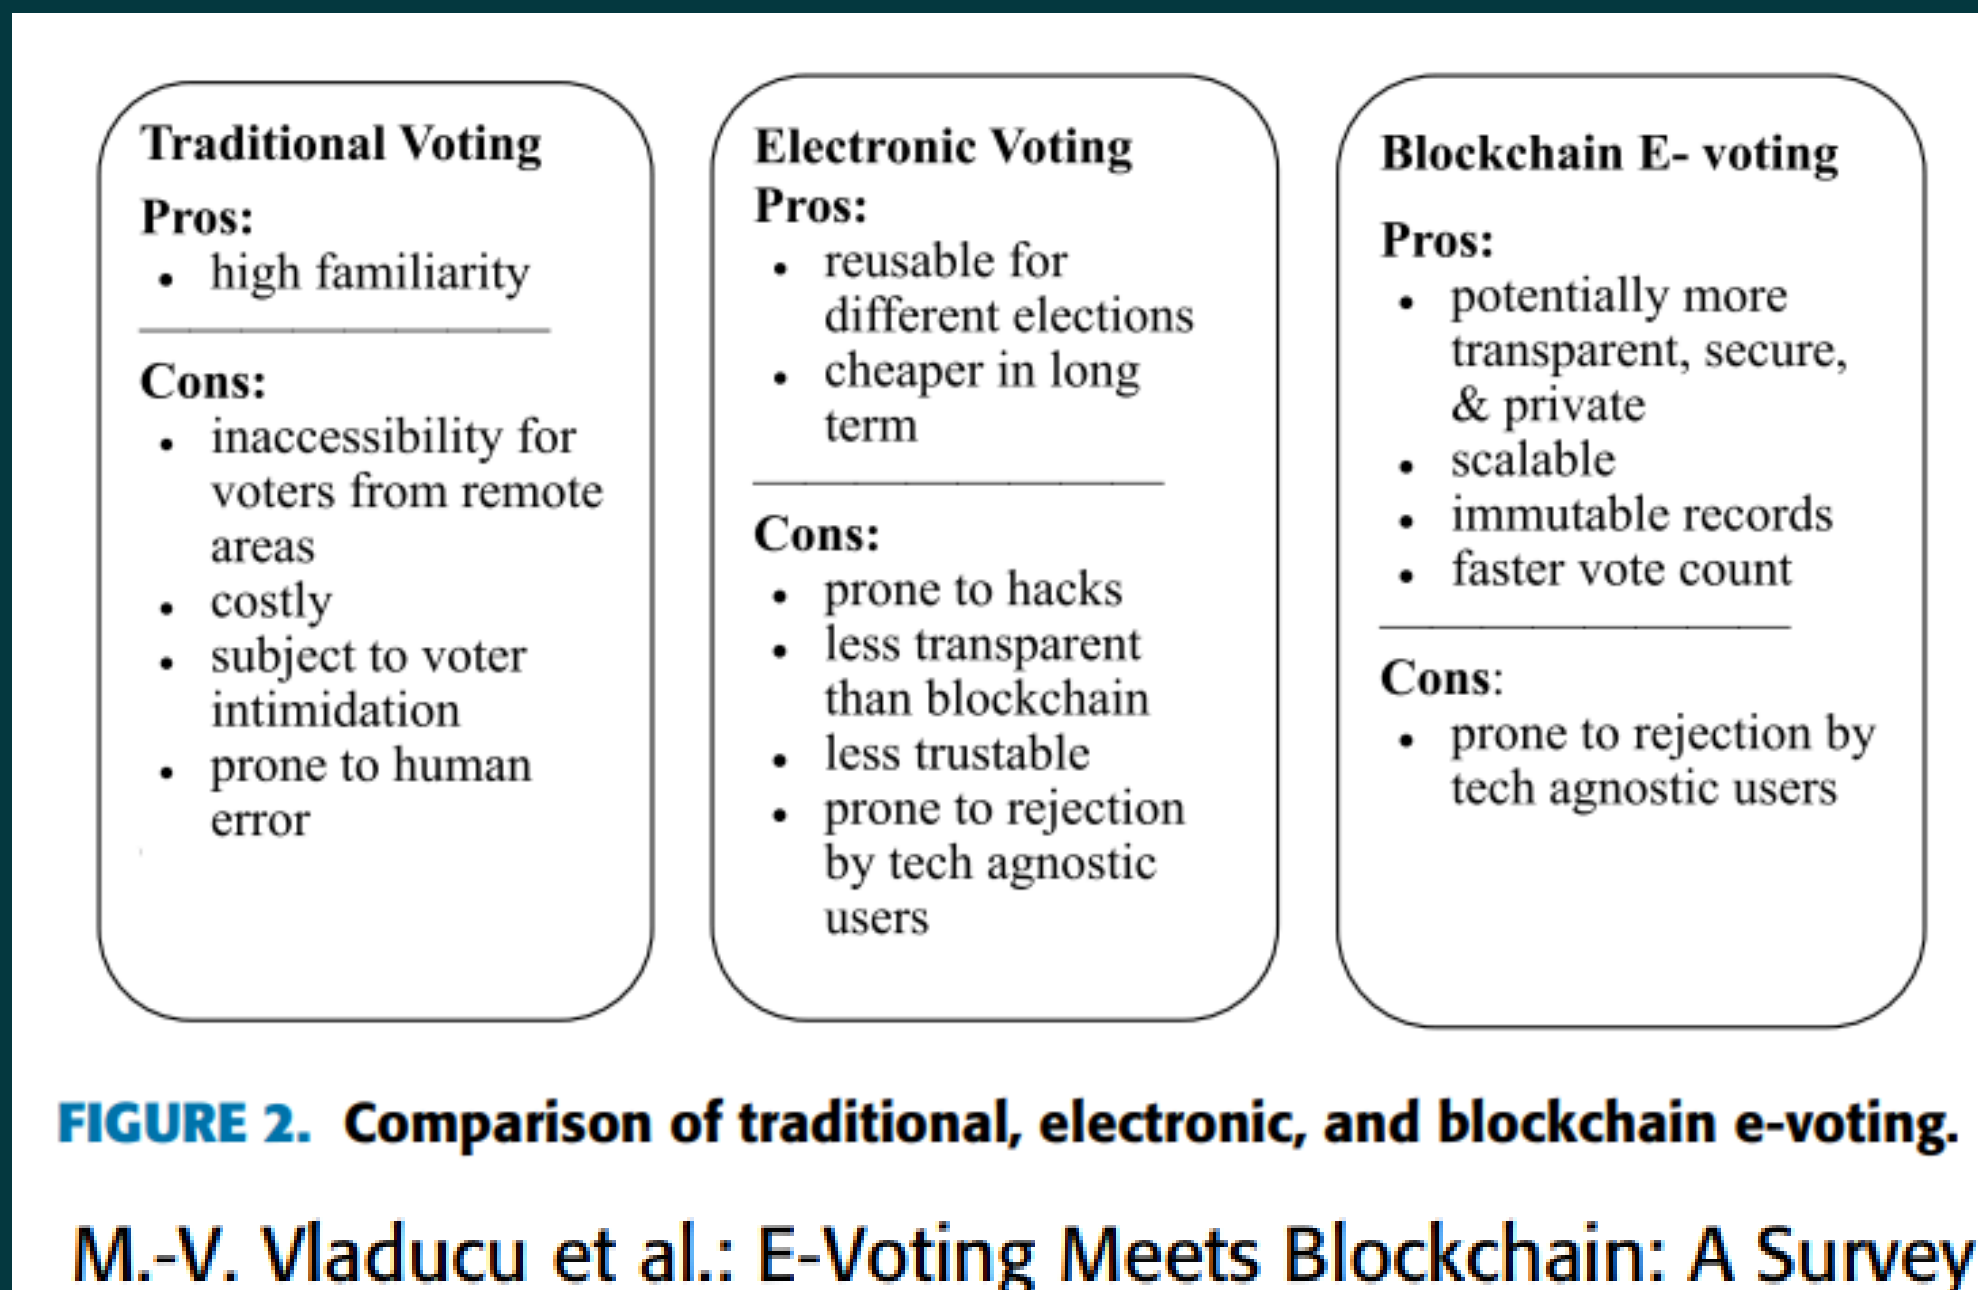 Traditional Voting
Pros:
• high familiarity
Cons:
• inaccessibility for
voters from remote
areas
• costly
• subject to voter
intimidation
• prone to human
error
Electronic Voting
Pros:
• reusable for
different elections
• cheaper in long
term
Cons:
• prone to hacks
• less transparent
than blockchain
• less trustable
• prone to rejection
by tech agnostic
users
Blockchain E- voting
Pros:
• potentially more
transparent, secure,
& private
• scalable
• immutable records
• faster vote count
Cons:
• prone to rejection by
tech agnostic users
FIGURE 2. Comparison of traditional, electronic, and blockchain e-voting.
M.-V. Vladucu et al.: E-Voting Meets Blockchain: A Survey